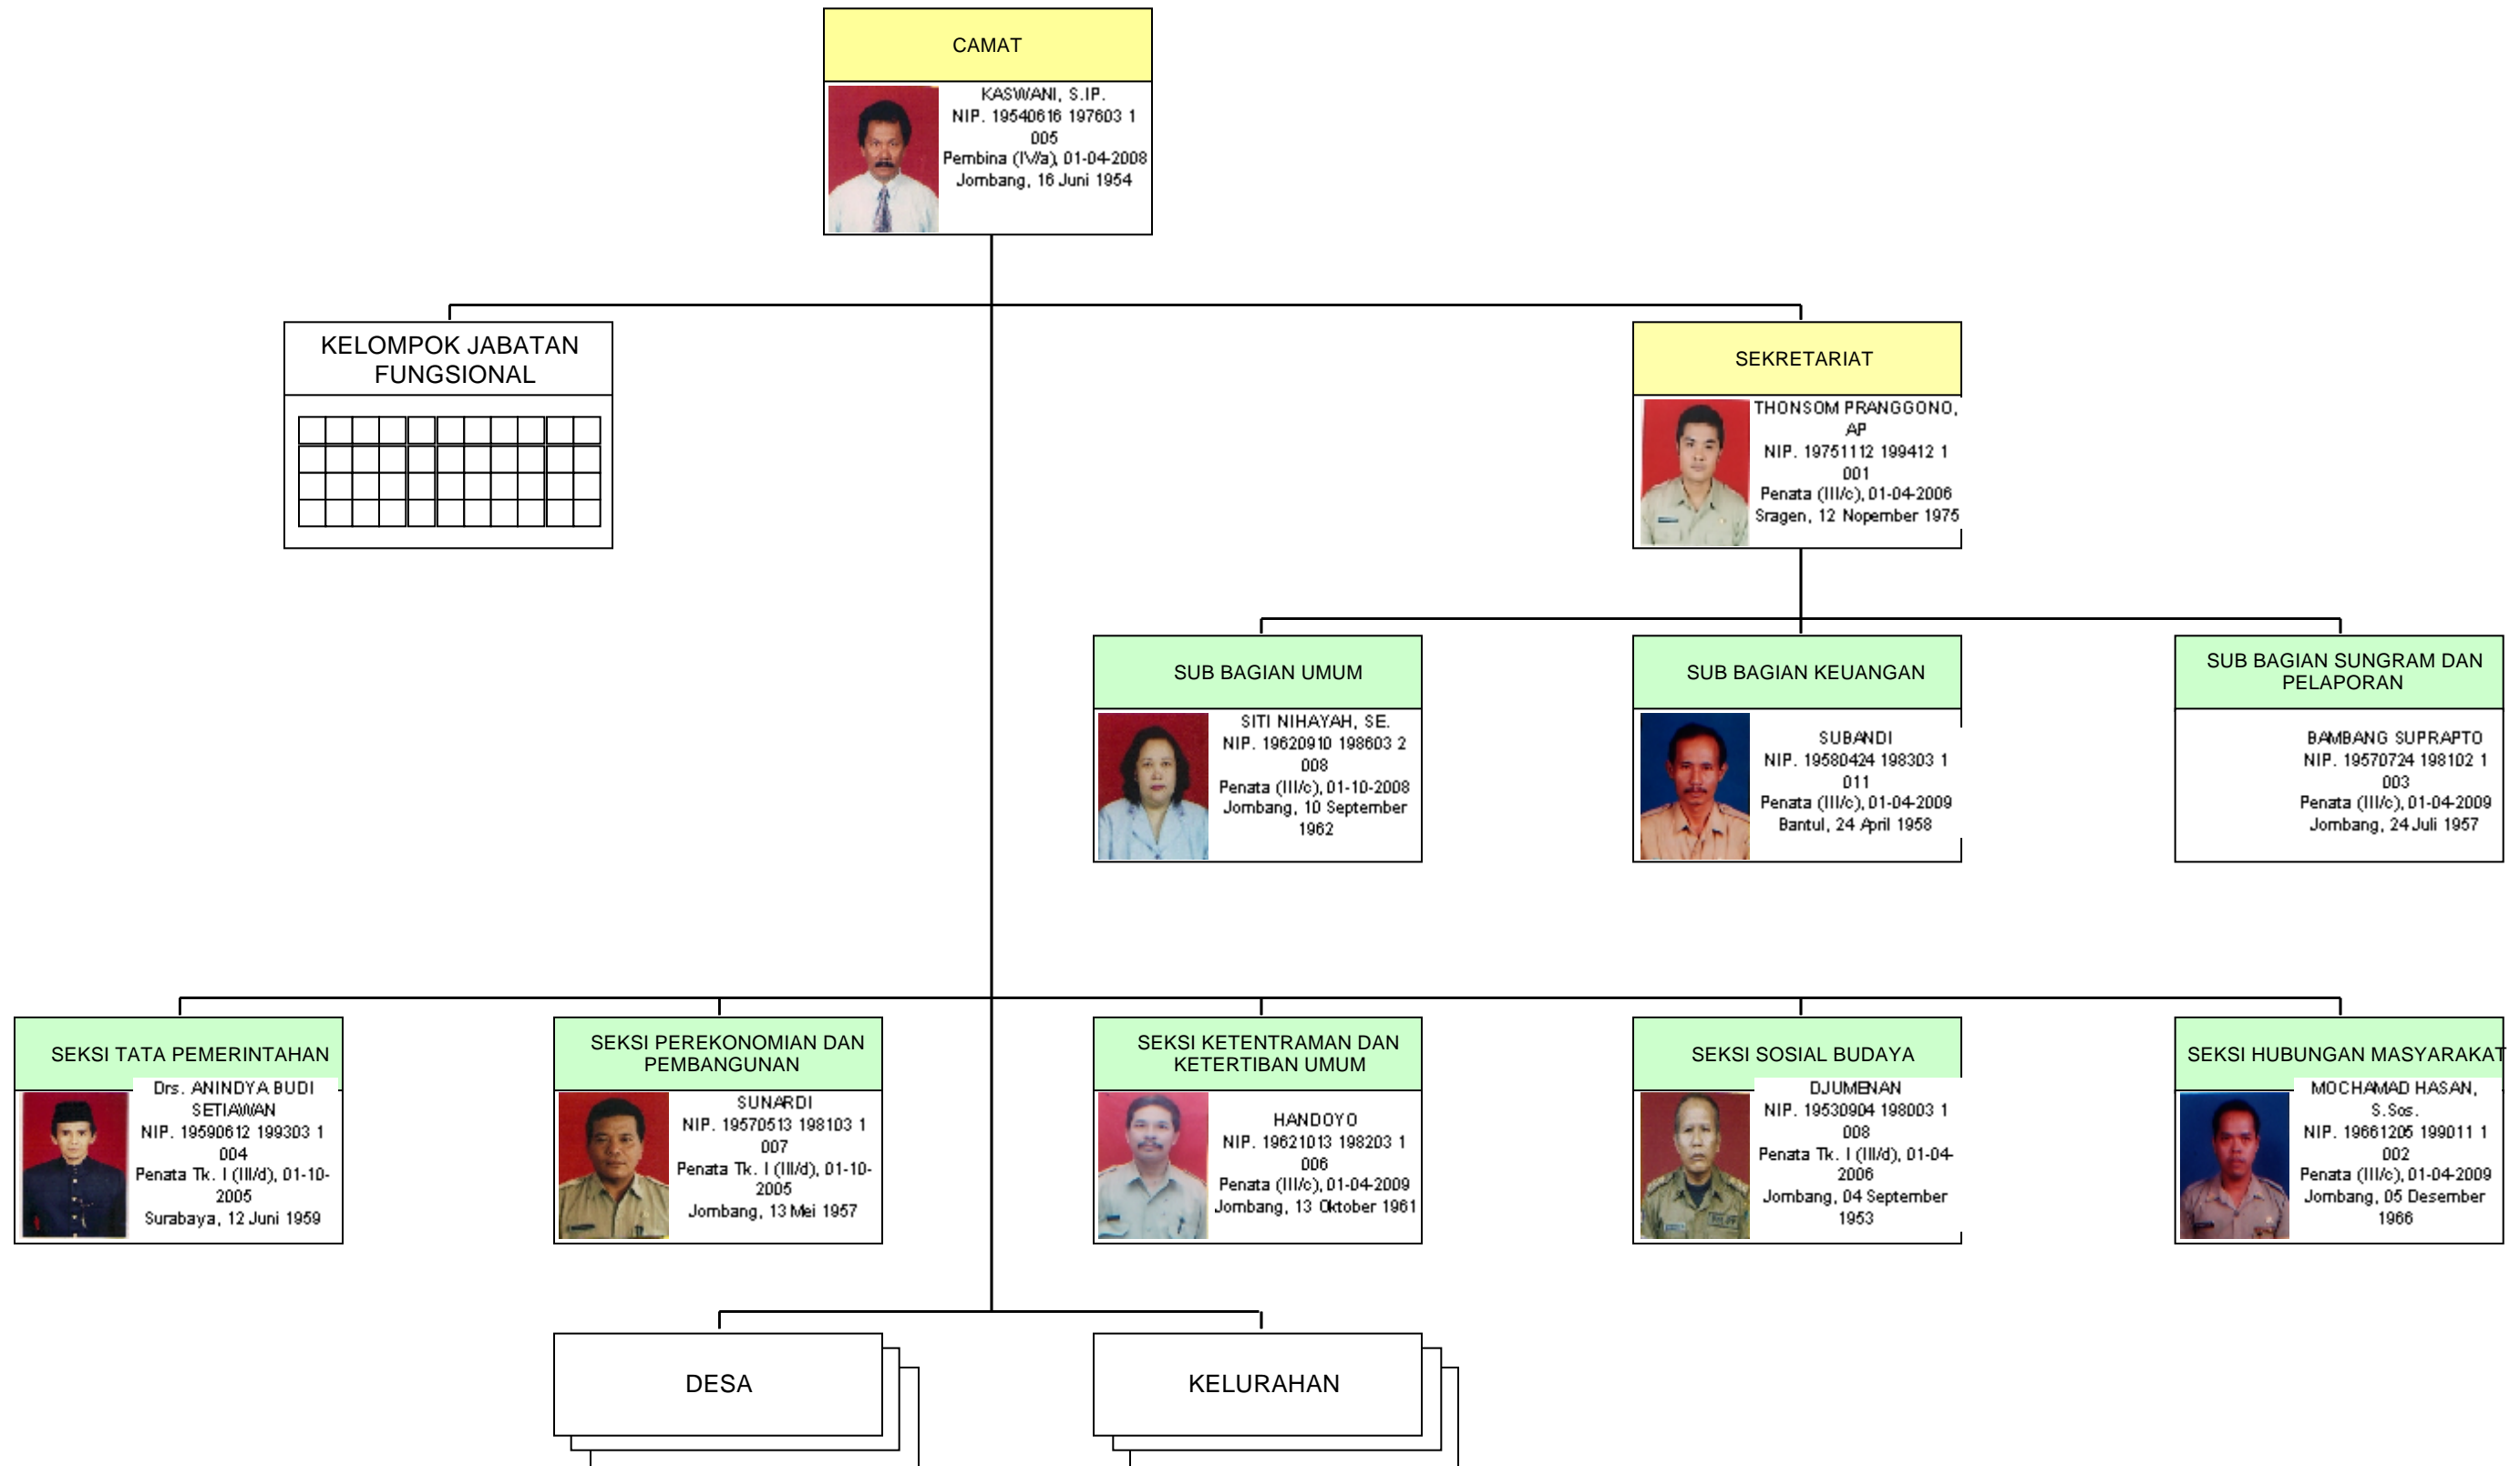 CAMAT
KASWANI, S.IP.
NIP. 19540616 197603 1
005
Pembina (IV/a), 01-04-2008
Jombang, 16 Juni 1954
KELOMPOK JABATAN
FUNGSIONAL
SEKRETARIAT
THONSOM PRANGGONO,
AP
NIP. 19751112 199412 1
001
Penata (III/c), 01-04-2006
Sragen, 12 Nopember 1975
SUB BAGIAN UMUM
SITI NIHAYAH, SE.
NIP. 19620910 198603 2
008
Penata (III/c), 01-10-2008
Jombang, 10 September
1962
SUB BAGIAN KEUANGAN
SUBANDI
NIP. 19580424 198303 1
011
Penata (III/c), 01-04-2009
Bantul, 24 April 1958
SUB BAGIAN SUNGRAM DAN
PELAPORAN
BAMBANG SUPRAPTO
NIP. 19570724 198102 1
003
Penata (III/c), 01-04-2009
Jombang, 24 Juli 1957
SEKSI TATA PEMERINTAHAN
Drs. ANINDYA BUDI
SETIAWAN
NIP. 19590612 199303 1
004
Penata Tk. I (III/d), 01-10-
2005
Surabaya, 12 Juni 1959
SEKSI PEREKONOMIAN DAN
PEMBANGUNAN
SUNARDI
NIP. 19570513 198103 1
007
Penata Tk. I (III/d), 01-10-
2005
Jombang, 13 Mei 1957
SEKSI KETENTRAMAN DAN
KETERTIBAN UMUM
HANDOYO
NIP. 19621013 198203 1
006
Penata (III/c), 01-04-2009
Jombang, 13 Oktober 1961
SEKSI SOSIAL BUDAYA
DJUMENAN
NIP. 19530904 198003 1
008
Penata Tk. I (III/d), 01-04-
2006
Jombang, 04 September
1953
SEKSI HUBUNGAN MASYARAKAT
MOCHAMAD HASAN,
S.Sos.
NIP. 19661205 199011 1
002
Penata (III/c), 01-04-2009
Jombang, 05 Desember
1966
DESA
KELURAHAN